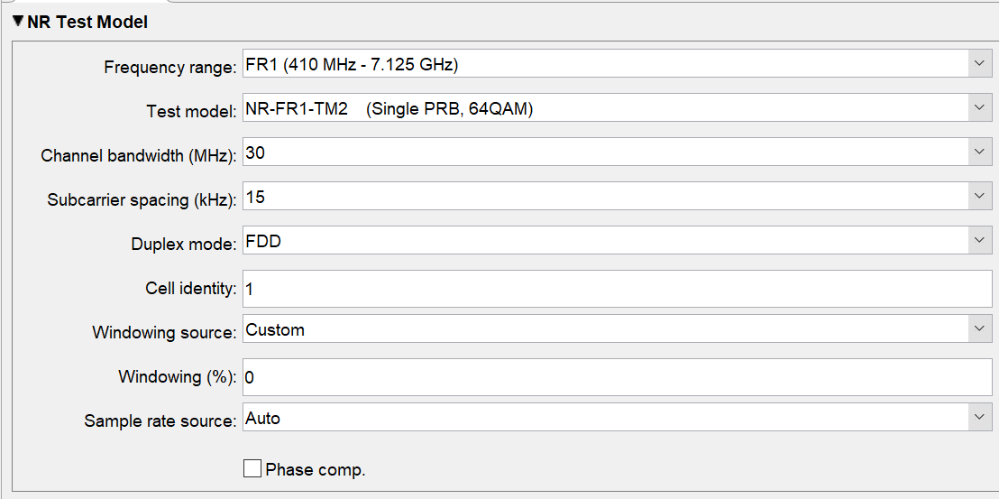 NR Test Model
Frequency range: FR1 (410 MHz - 7.125 GHz)
Test model: NR-FR1-TM2 (Single PRB, 64QAM)
Channel bandwidth (MHz): 30
Subcarrier spacing (kHz): 15
Duplex mode: FDD
Cell identity: 1
Windowing source: Custom
Windowing (%): 0
Sample rate source: Auto
Phase comp.